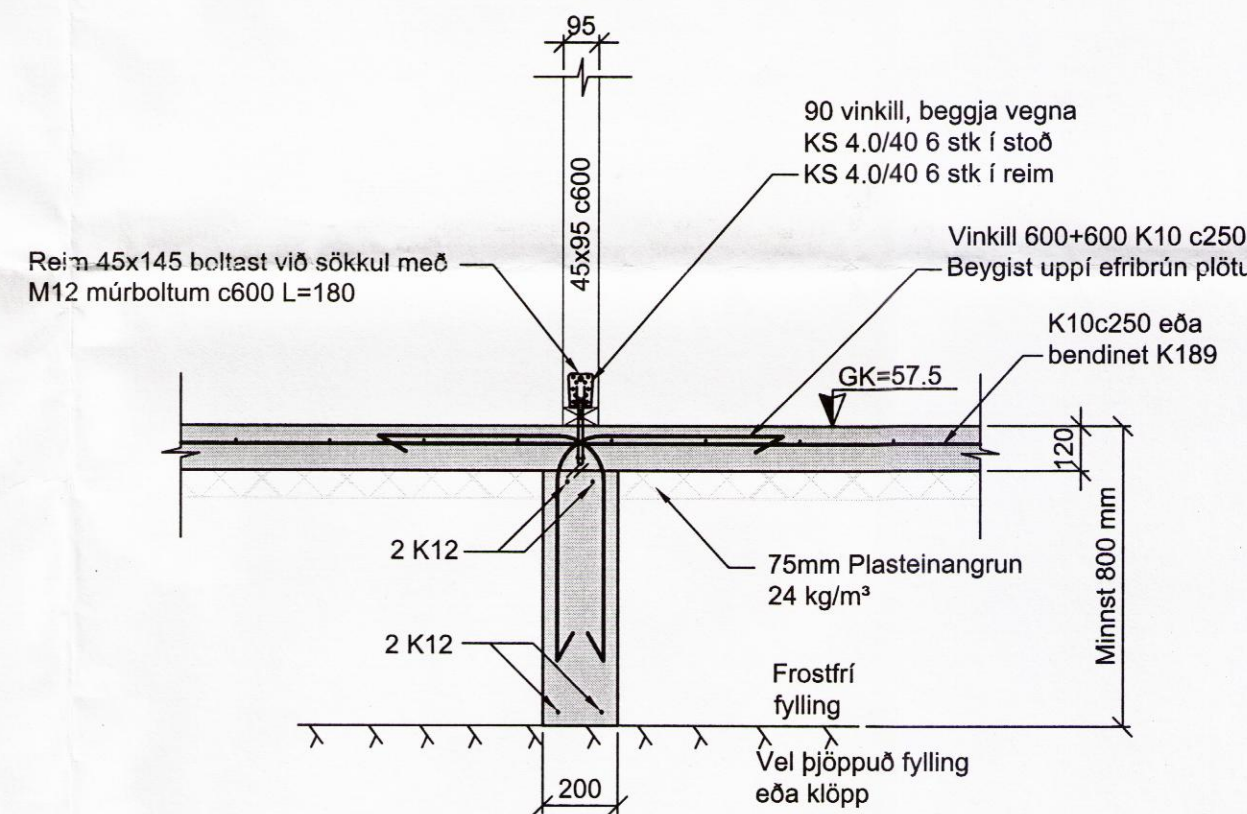 95
90 vinkill, beggja vegna
KS 4.0/40 6 stk í stoð
KS 4.0/40 6 stk í reim
45x95 c600
Vinkill 600+600 K10 c250
Beygist uppí efribrún plötu
Reim 45x145 boltast við sökkul með
M12 múrboltum c600 L=180
K10c250 eða
bendinet K189
GK=57.5
120
2 K12
75mm Plasteinangrun
24 kg/m³
Minnst 800 mm
2 K12
Frostfrí
fylling
Vel þjöppuð fylling
eða klöpp
200